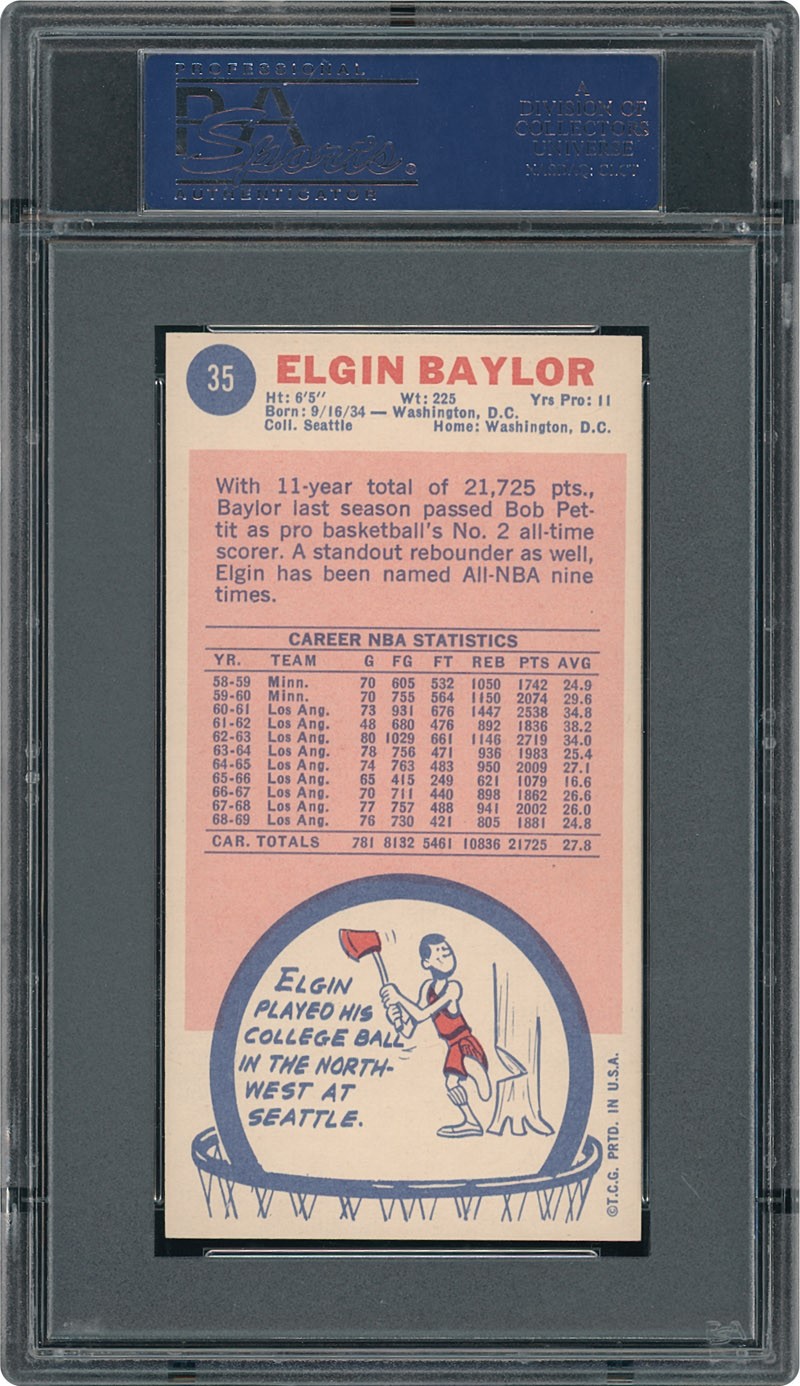 PROFESSIONAL
PSA
Sports
AUTHENTICATOR
A
DIVISION OF
COLLECTORS
UNIVERSE
35
ELGIN BAYLOR
Ht: 6'5" Wt: 225 Yrs Pro: 11
Born: 9/16/34 — Washington, D.C.
Coll. Seattle Home: Washington, D.C.
With 11-year total of 21,725 pts.,
Baylor last season passed Bob Pet-
tit as pro basketball's No. 2 all-time
scorer. A standout rebounder as well,
Elgin has been named All-NBA nine
times.
CAREER NBA STATISTICS
YR. TEAM G FG FT REB PTS AVG
58-59 Minn. 70 605 532 1050 1742 24.9
59-60 Minn. 70 755 564 1150 2074 29.6
60-61 Los Ang. 73 931 676 1447 2538 34.8
61-62 Los Ang. 48 680 476 892 1836 38.2
62-63 Los Ang. 80 1029 661 1146 2719 34.0
63-64 Los Ang. 78 756 471 936 1983 25.4
64-65 Los Ang. 74 763 483 950 2009 27.1
65-66 Los Ang. 65 415 249 621 1079 16.6
66-67 Los Ang. 70 711 440 898 1862 26.6
67-68 Los Ang. 77 757 488 941 2002 26.0
68-69 Los Ang. 76 730 421 805 1881 24.8
CAR. TOTALS 781 8132 5461 10836 21725 27.8
ELGIN
PLAYED HIS
COLLEGE BALL
IN THE NORTH-
WEST AT
SEATTLE.
©T.C.G. PRTD. IN U.S.A.